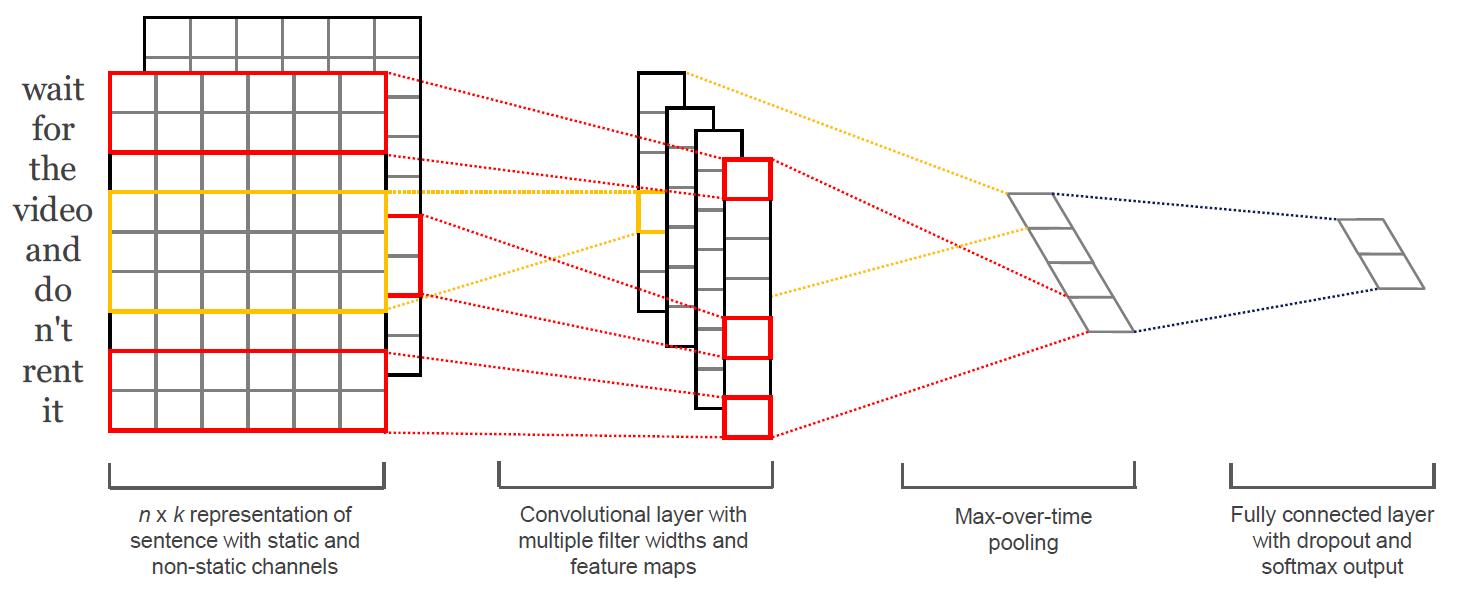 wait
for
the
video
and
do
n't
rent
it
n x k representation of
sentence with static and
non-static channels
Convolutional layer with
multiple filter widths and
feature maps
Max-over-time
pooling
Fully connected layer
with dropout and
softmax output